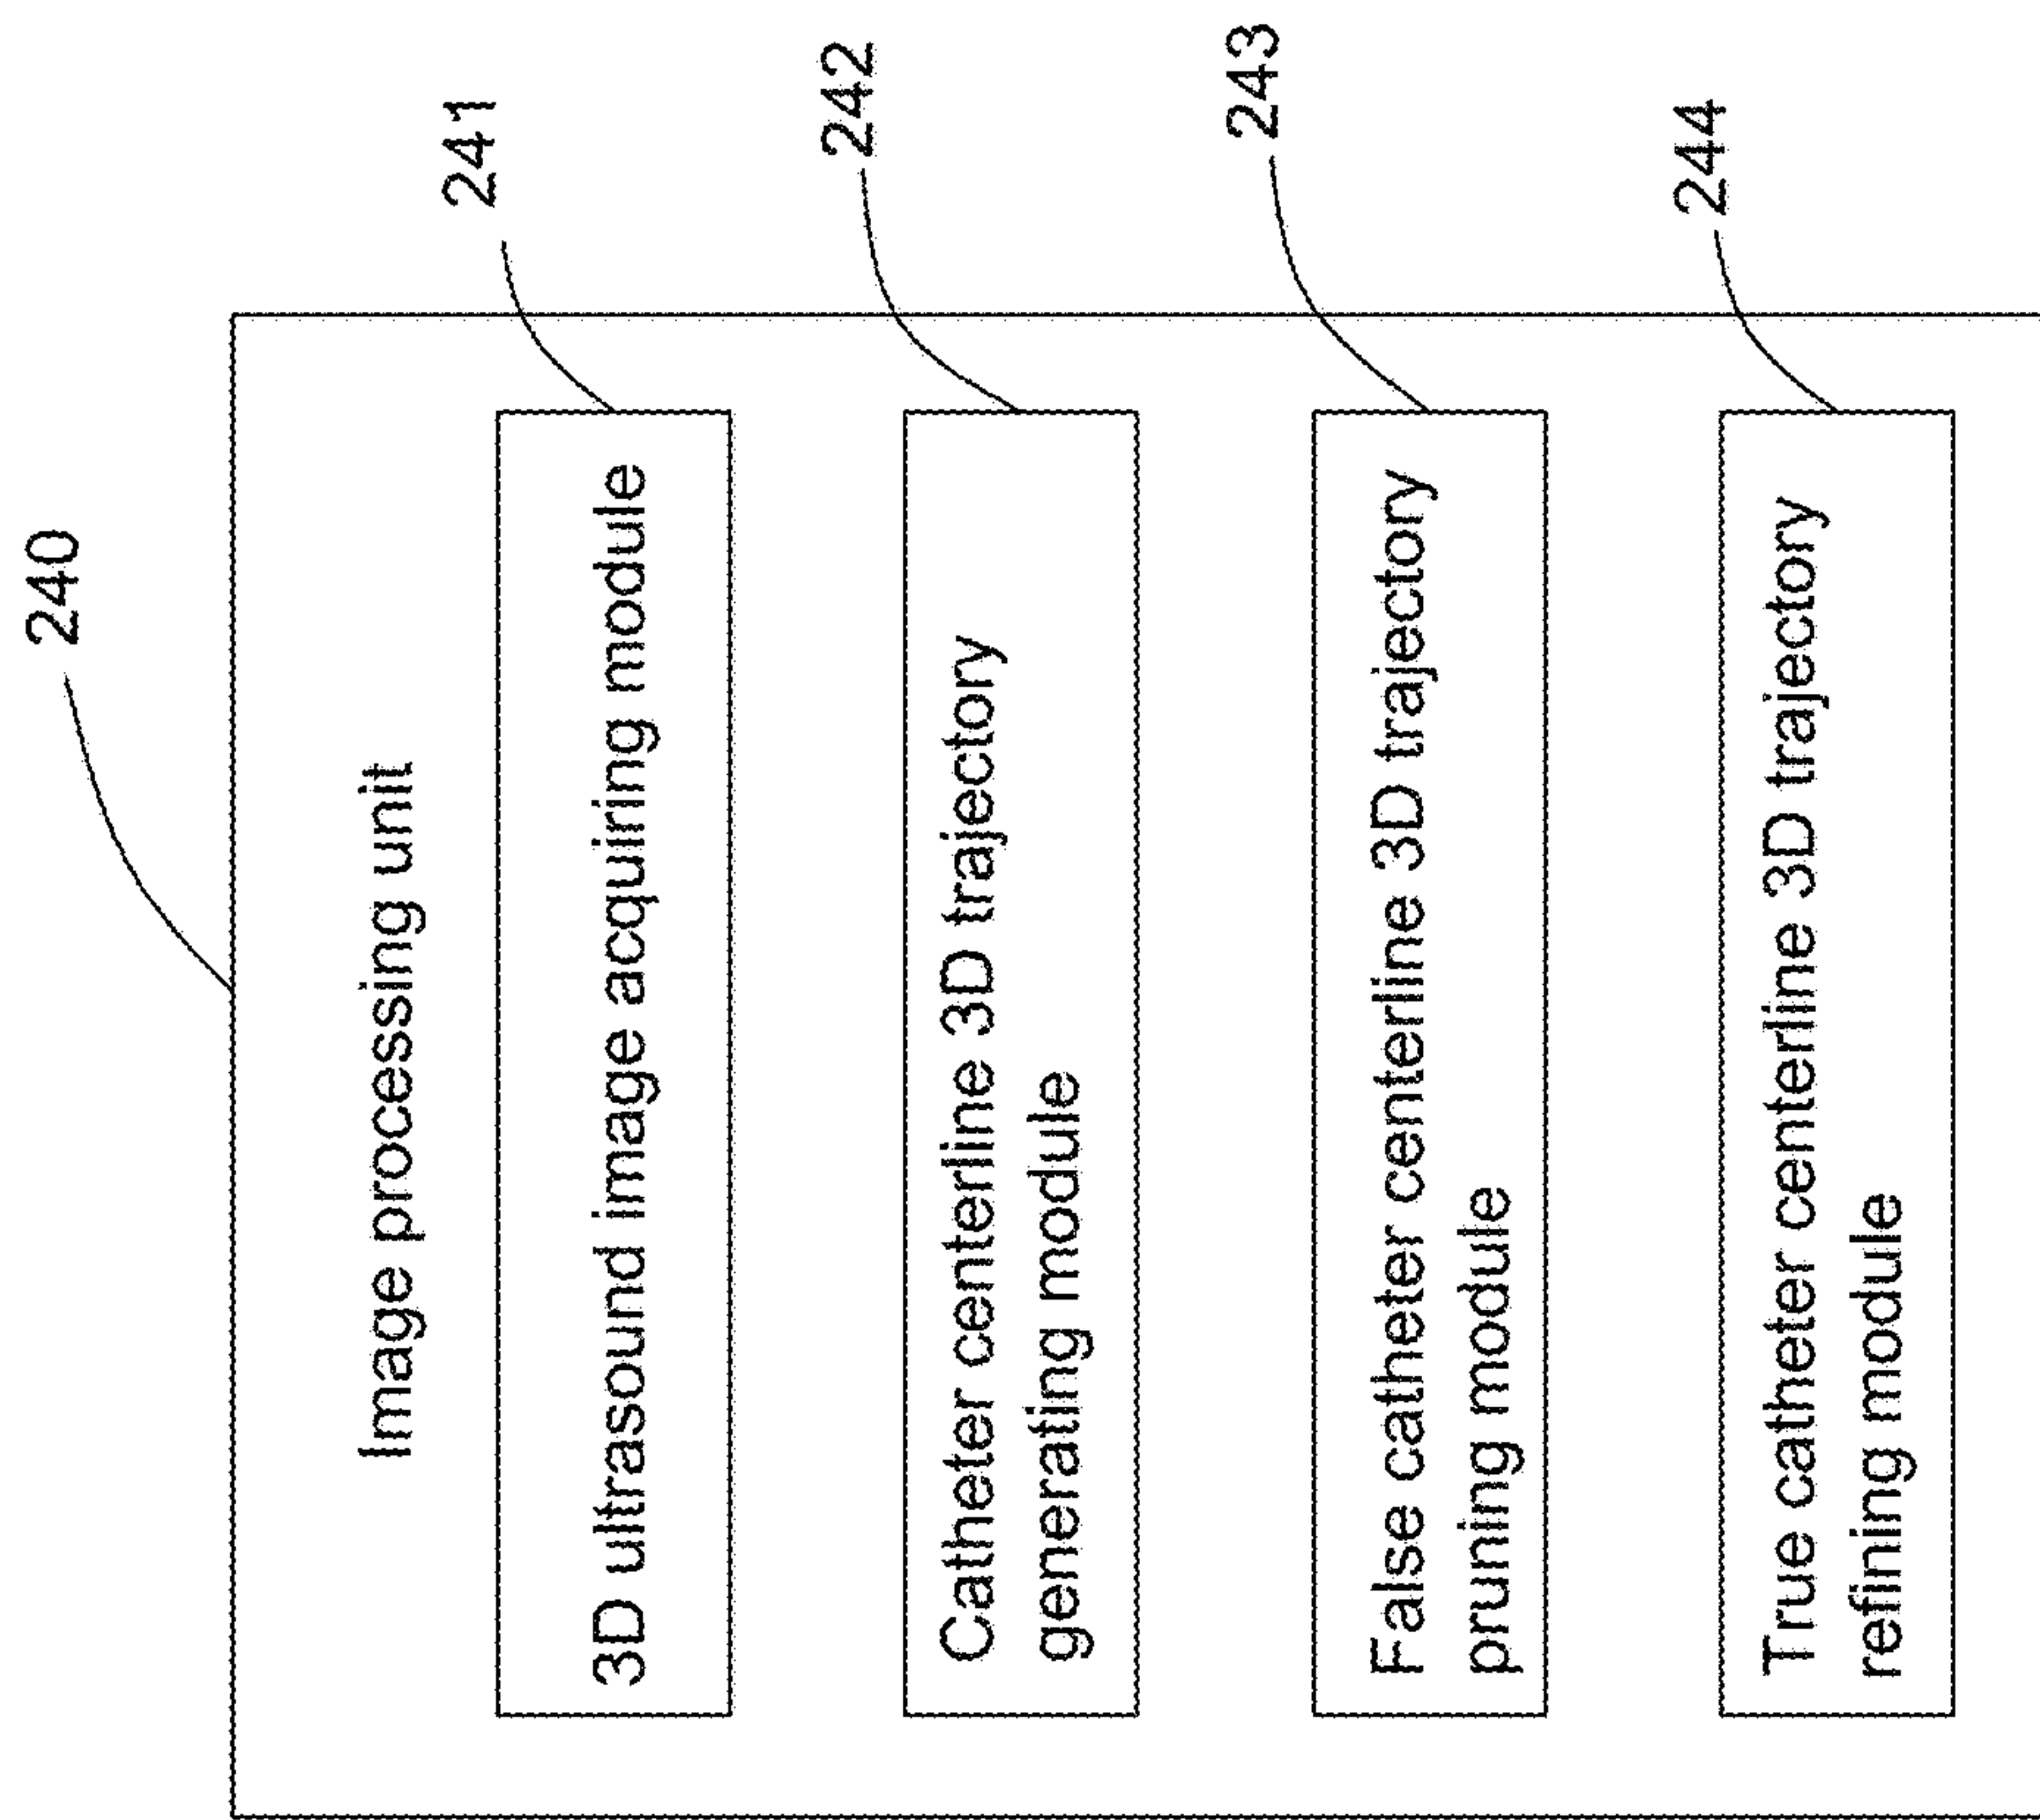 240
Image processing unit
241
3D ultrasound image acquiring module
242
Catheter centerline 3D trajectory
generating module
243
False catheter centerline 3D trajectory
pruning module
244
True catheter centerline 3D trajectory
refining module